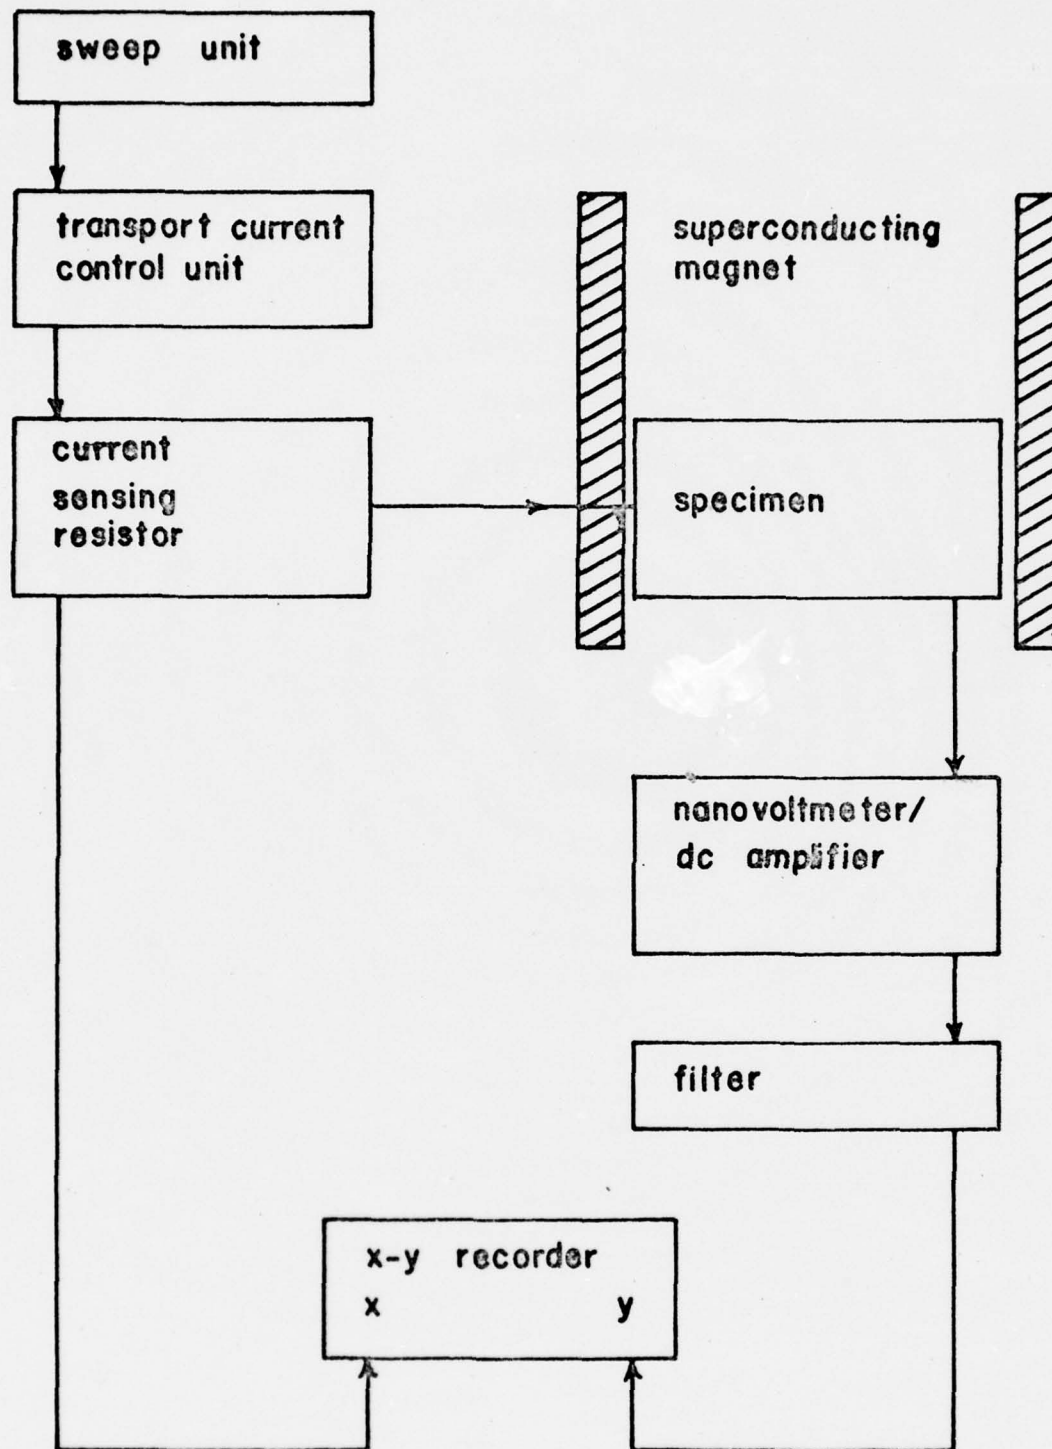 sweep unit
transport current
control unit
superconducting
magnet
current
sensing
resistor
specimen
nanovoltmeter/
dc amplifier
filter
x-y recorder
x y